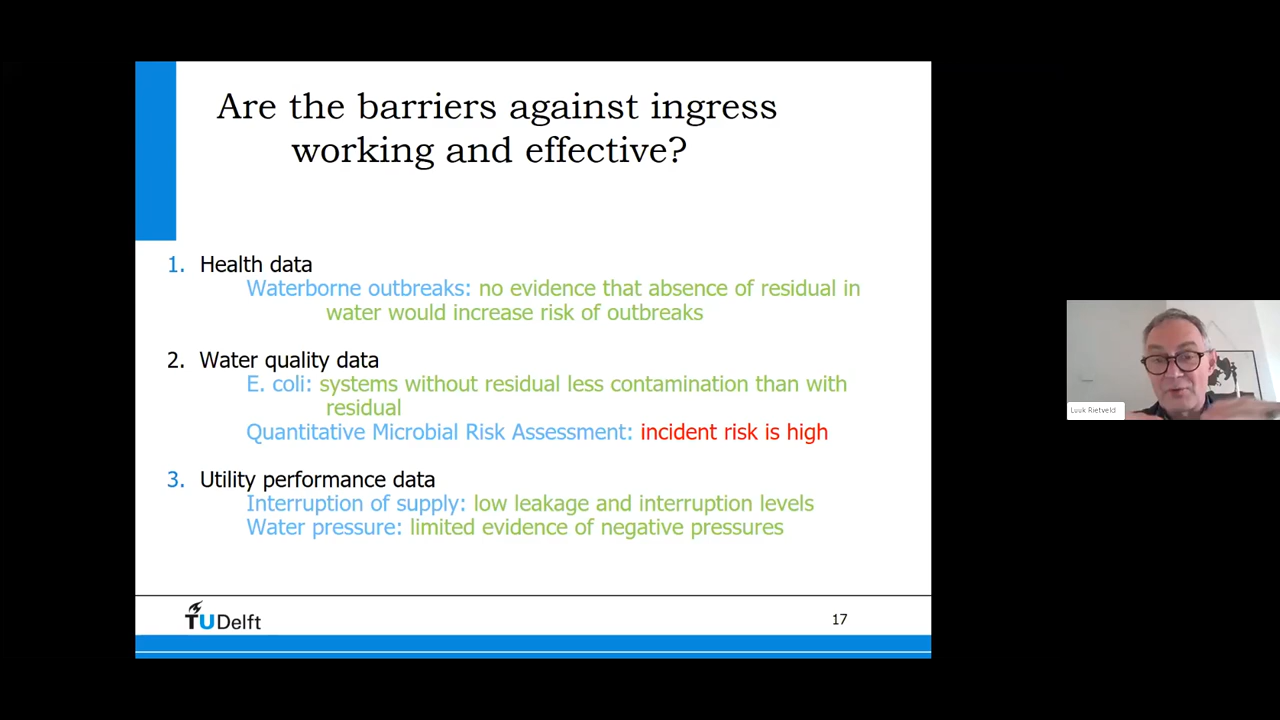 Are the barriers against ingress
working and effective?
1. Health data
Waterborne outbreaks: no evidence that absence of residual in
water would increase risk of outbreaks
2. Water quality data
E. coli: systems without residual less contamination than with
residual
Quantitative Microbial Risk Assessment: incident risk is high
3. Utility performance data
Interruption of supply: low leakage and interruption levels
Water pressure: limited evidence of negative pressures
TUDelft
17
Luuk Rietveld